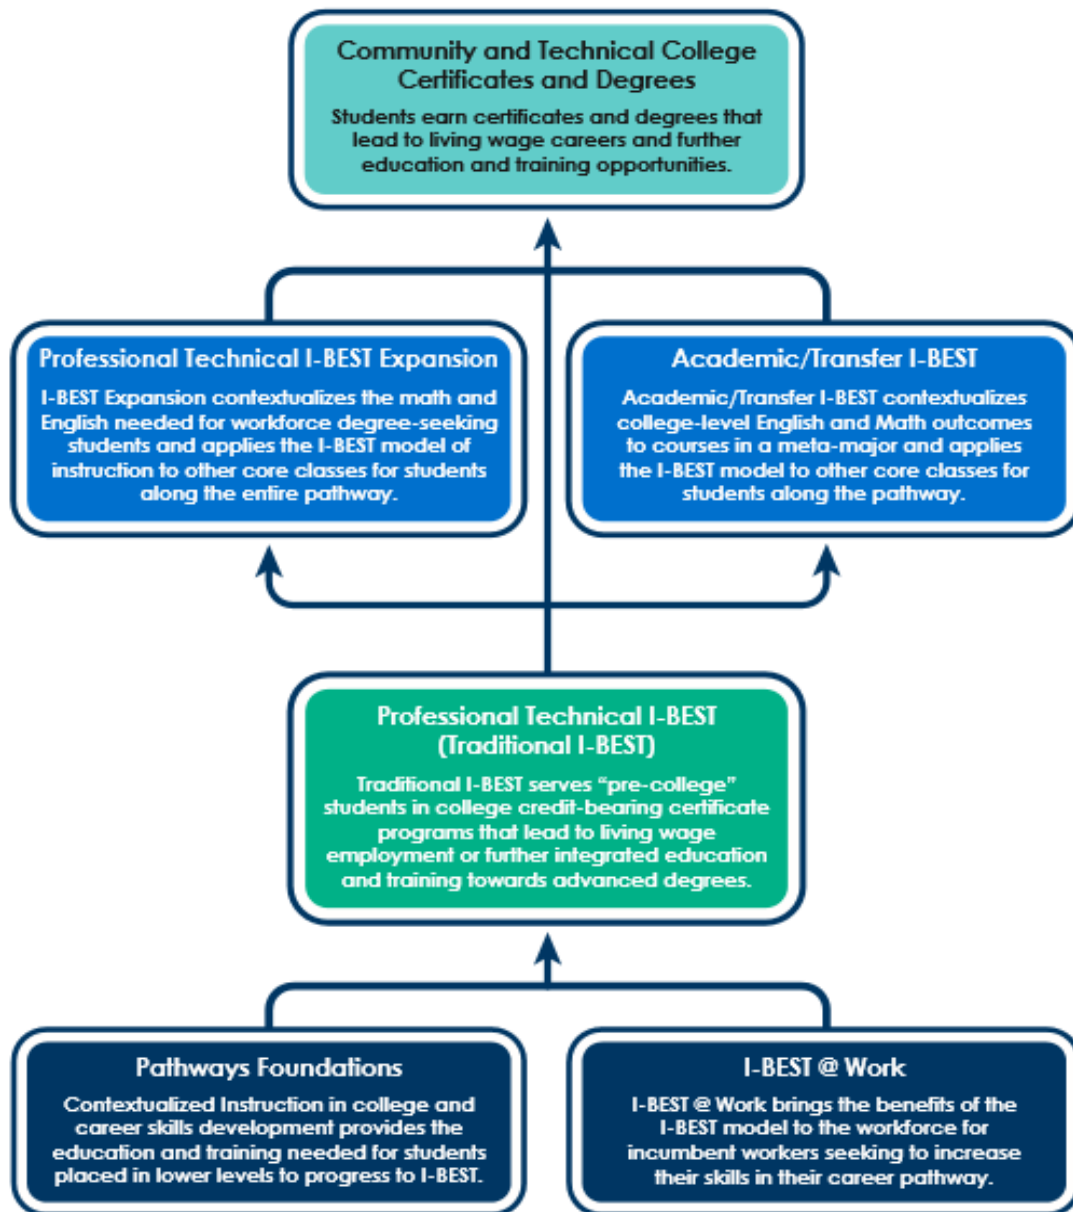 Community and Technical College
Certificates and Degrees
Students earn certificates and degrees that
lead to living wage careers and further
education and training opportunities.
Professional Technical I-BEST Expansion
I-BEST Expansion contextualizes the math and
English needed for workforce degree-seeking
students and applies the I-BEST model of
instruction to other core classes for students
along the entire pathway.
Academic/Transfer I-BEST
Academic/Transfer I-BEST contextualizes
college-level English and Math outcomes
to courses in a meta-major and applies
the I-BEST model to other core classes for
students along the pathway.
Professional Technical I-BEST
(Traditional I-BEST)
Traditional I-BEST serves “pre-college”
students in college credit-bearing certificate
programs that lead to living wage
employment or further integrated education
and training towards advanced degrees.
Pathways Foundations
Contextualized Instruction in college and
career skills development provides the
education and training needed for students
placed in lower levels to progress to I-BEST.
I-BEST @ Work
I-BEST @ Work brings the benefits of the
I-BEST model to the workforce for
incumbent workers seeking to increase
their skills in their career pathway.